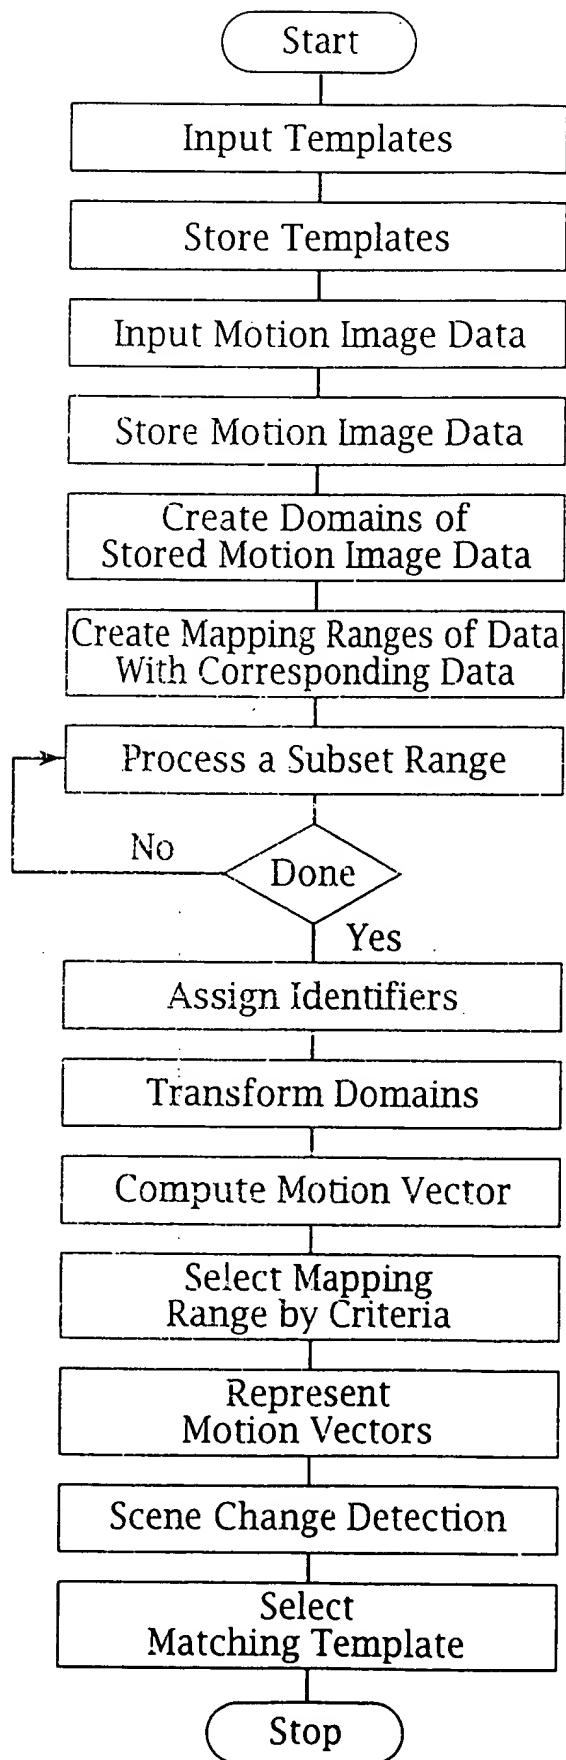 Start
Input Templates
Store Templates
Input Motion Image Data
Store Motion Image Data
Create Domains of
Stored Motion Image Data
Create Mapping Ranges of Data
With Corresponding Data
Process a Subset Range
No
Done
Yes
Assign Identifiers
Transform Domains
Compute Motion Vector
Select Mapping
Range by Criteria
Represent
Motion Vectors
Scene Change Detection
Select
Matching Template
Stop